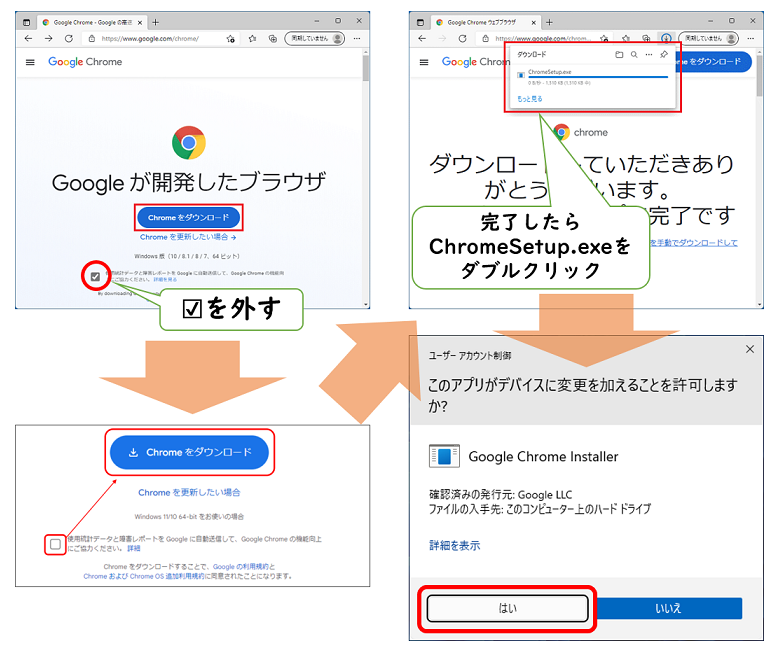 Google Chrome - Google の高さ
https://www.google.com/chrome/
同期していません
Google Chrome
Google が開発したブラウザ
Chrome をダウンロード
Chrome を更新したい場合
Windows 版（10 / 8.1 / 8 / 7、64 ビット）
使用統計データと障害レポートを Google に自動送信して、Google Chrome の機能向
にご協力ください。詳細を見る
By downloading
☑を外す
Chrome をダウンロード
Chrome を更新したい場合
Windows 11/10 64-bit をお使いの場合
使用統計データと障害レポートを Google に自動送信して、Google Chrome の機能向上
にご協力ください。 詳細
Chrome をダウンロードすることで、Google の利用規約と
Chrome および Chrome OS 追加利用規約に同意されたことになります。
Google Chrome ウェブブラウザ
https://www.google.com/chrom...
同期していません
Google Chrom
me をダウンロード
ダウンロード
ChromeSetup.exe
もっと見る
chrome
ダウンロー していただきあり
がとう います。
完了です
を手動でダウンロードして
完了したら
ChromeSetup.exeを
ダブルクリック
ユーザー アカウント制御
このアプリがデバイスに変更を加えることを許可します
か?
Google Chrome Installer
確認済みの発行元: Google LLC
ファイルの入手先: このコンピューター上のハード ドライブ
詳細を表示
はい
いいえ